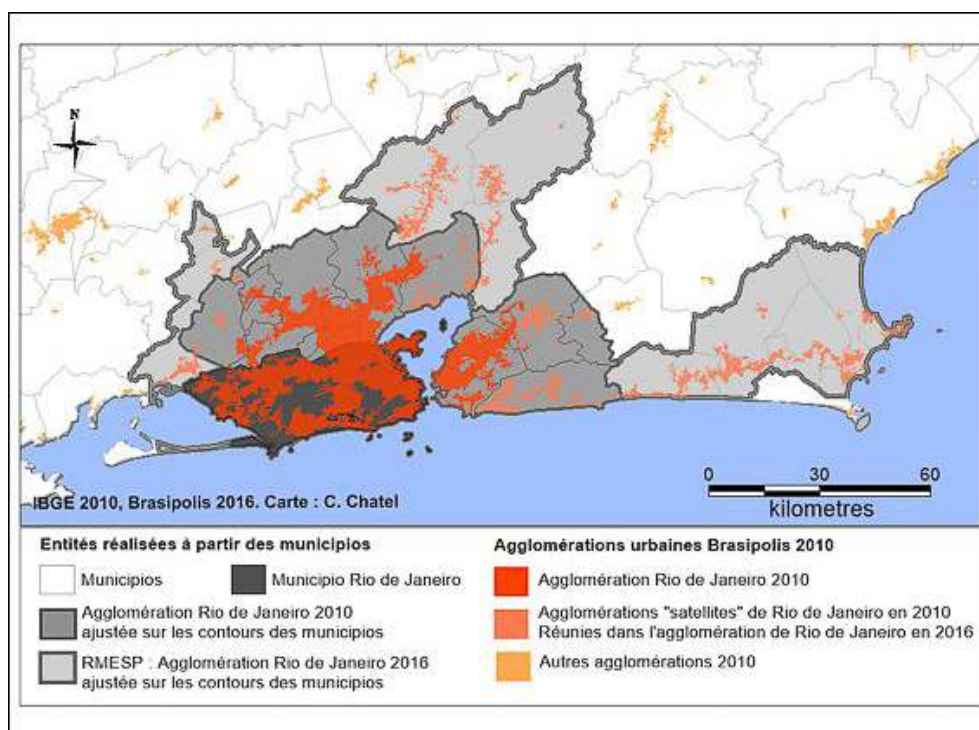 N
IBGE 2010, Brasipolis 2016. Carte : C. Chatel
0 30 60
kilometres
Entités réalisées à partir des municipios
Municipios
Municipio Rio de Janeiro
Agglomération Rio de Janeiro 2010
ajustée sur les contours des municipios
RMESP : Agglomération Rio de Janeiro 2016
ajustée sur les contours des municipios
Agglomérations urbaines Brasipolis 2010
Agglomération Rio de Janeiro 2010
Agglomérations "satellites" de Rio de Janeiro en 2010
Réunies dans l'agglomération de Rio de Janeiro en 2016
Autres agglomérations 2010